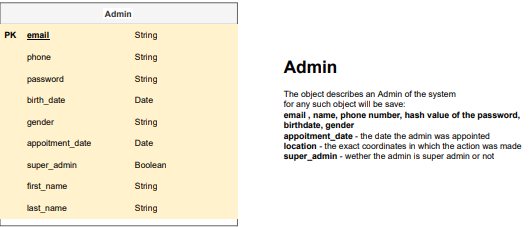 Admin
PK email String
phone String
password String
birth_date Date
gender String
appoitment_date Date
super_admin Boolean
first_name String
last_name String
Admin
The object describes an Admin of the system
for any such object will be save:
email , name, phone number, hash value of the password,
birthdate, gender
appoitment_date - the date the admin was appointed
location - the exact coordinates in which the action was made
super_admin - wether the admin is super admin or not